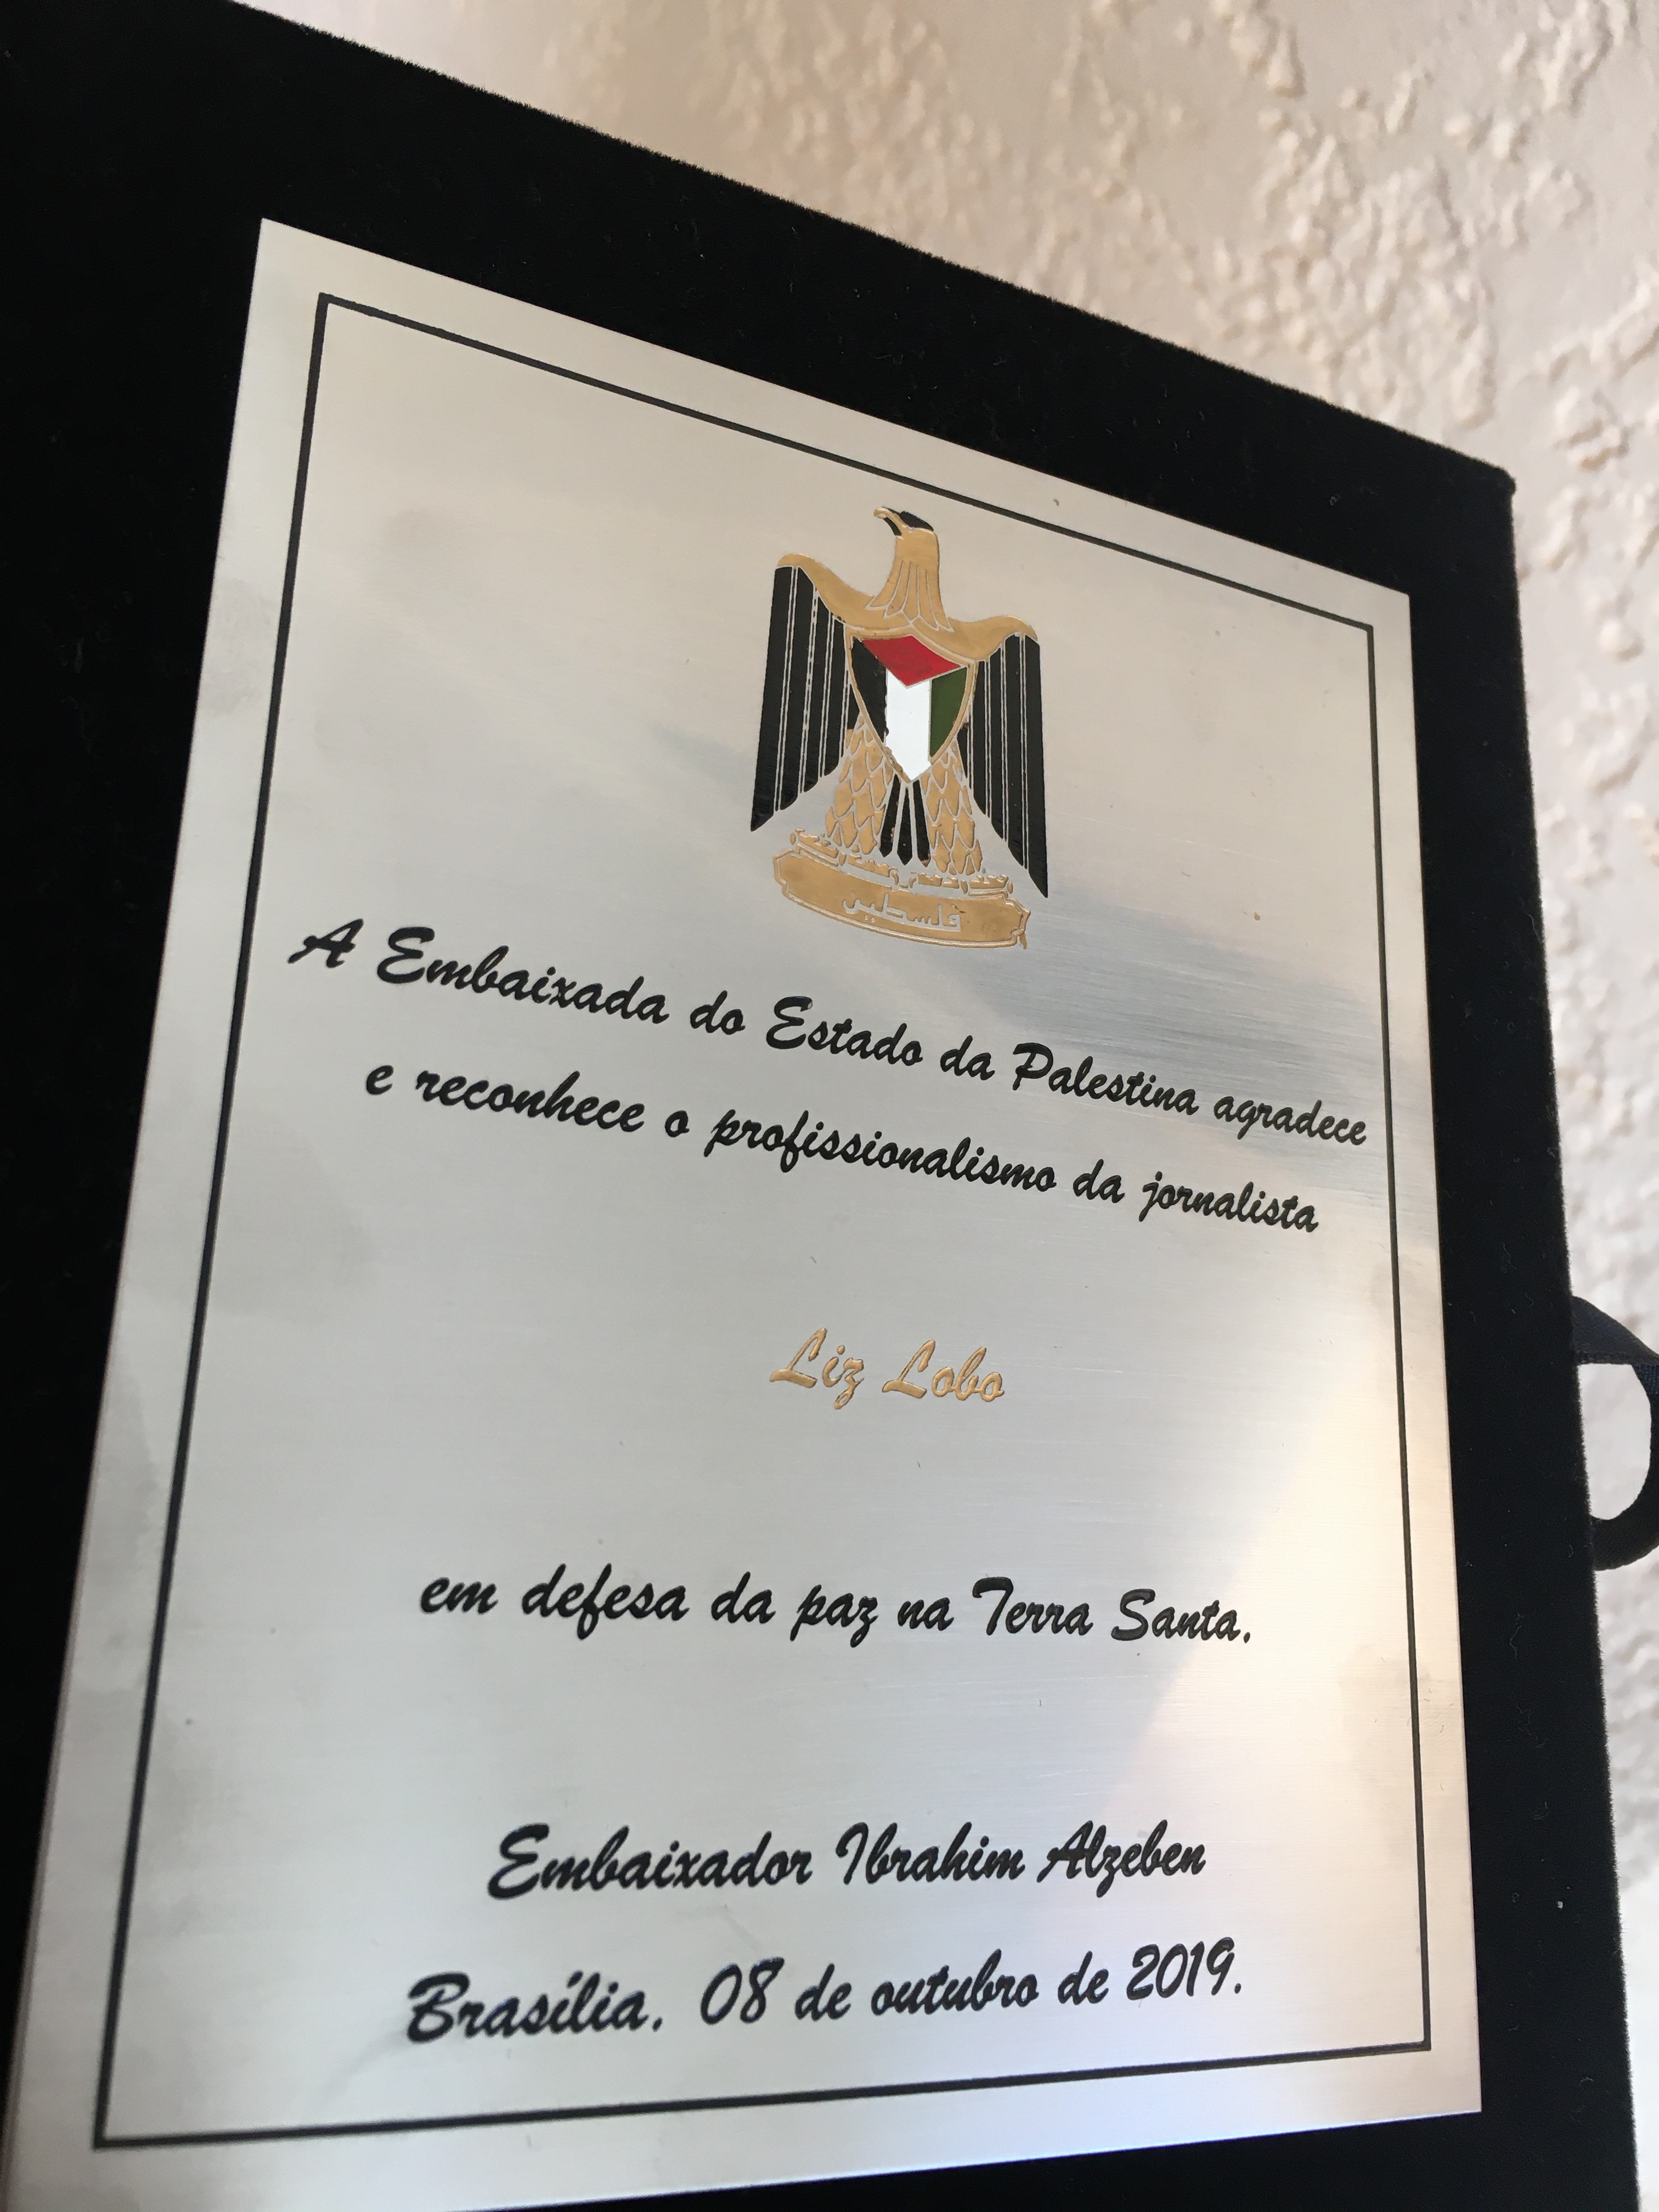 فلسطين
A Embaixada do Estado da Palestina agradece
e reconhece o profissionalismo da jornalista
Liz Lobo
em defesa da paz na Terra Santa.
Embaixador Ibrahim Alzeben
Brasília, 08 de outubro de 2019.